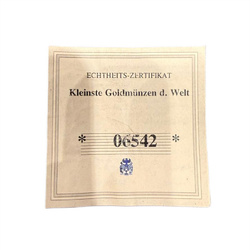 ECHTHEITS-ZERTIFIKAT
Kleinste Goldmünzen d. Welt
* 06542 *